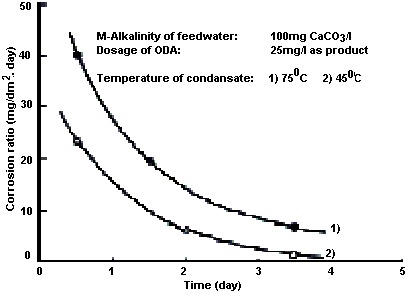 50
40
30
20
10
0
Corrosion ratio (mg/dm². day)
M-Alkalinity of feedwater: 100mg CaCO3/l
Dosage of ODA: 25mg/l as product
Temperature of condansate: 1) 75⁰C 2) 45⁰C
1)
2)
0 1 2 3 4 5
Time (day)